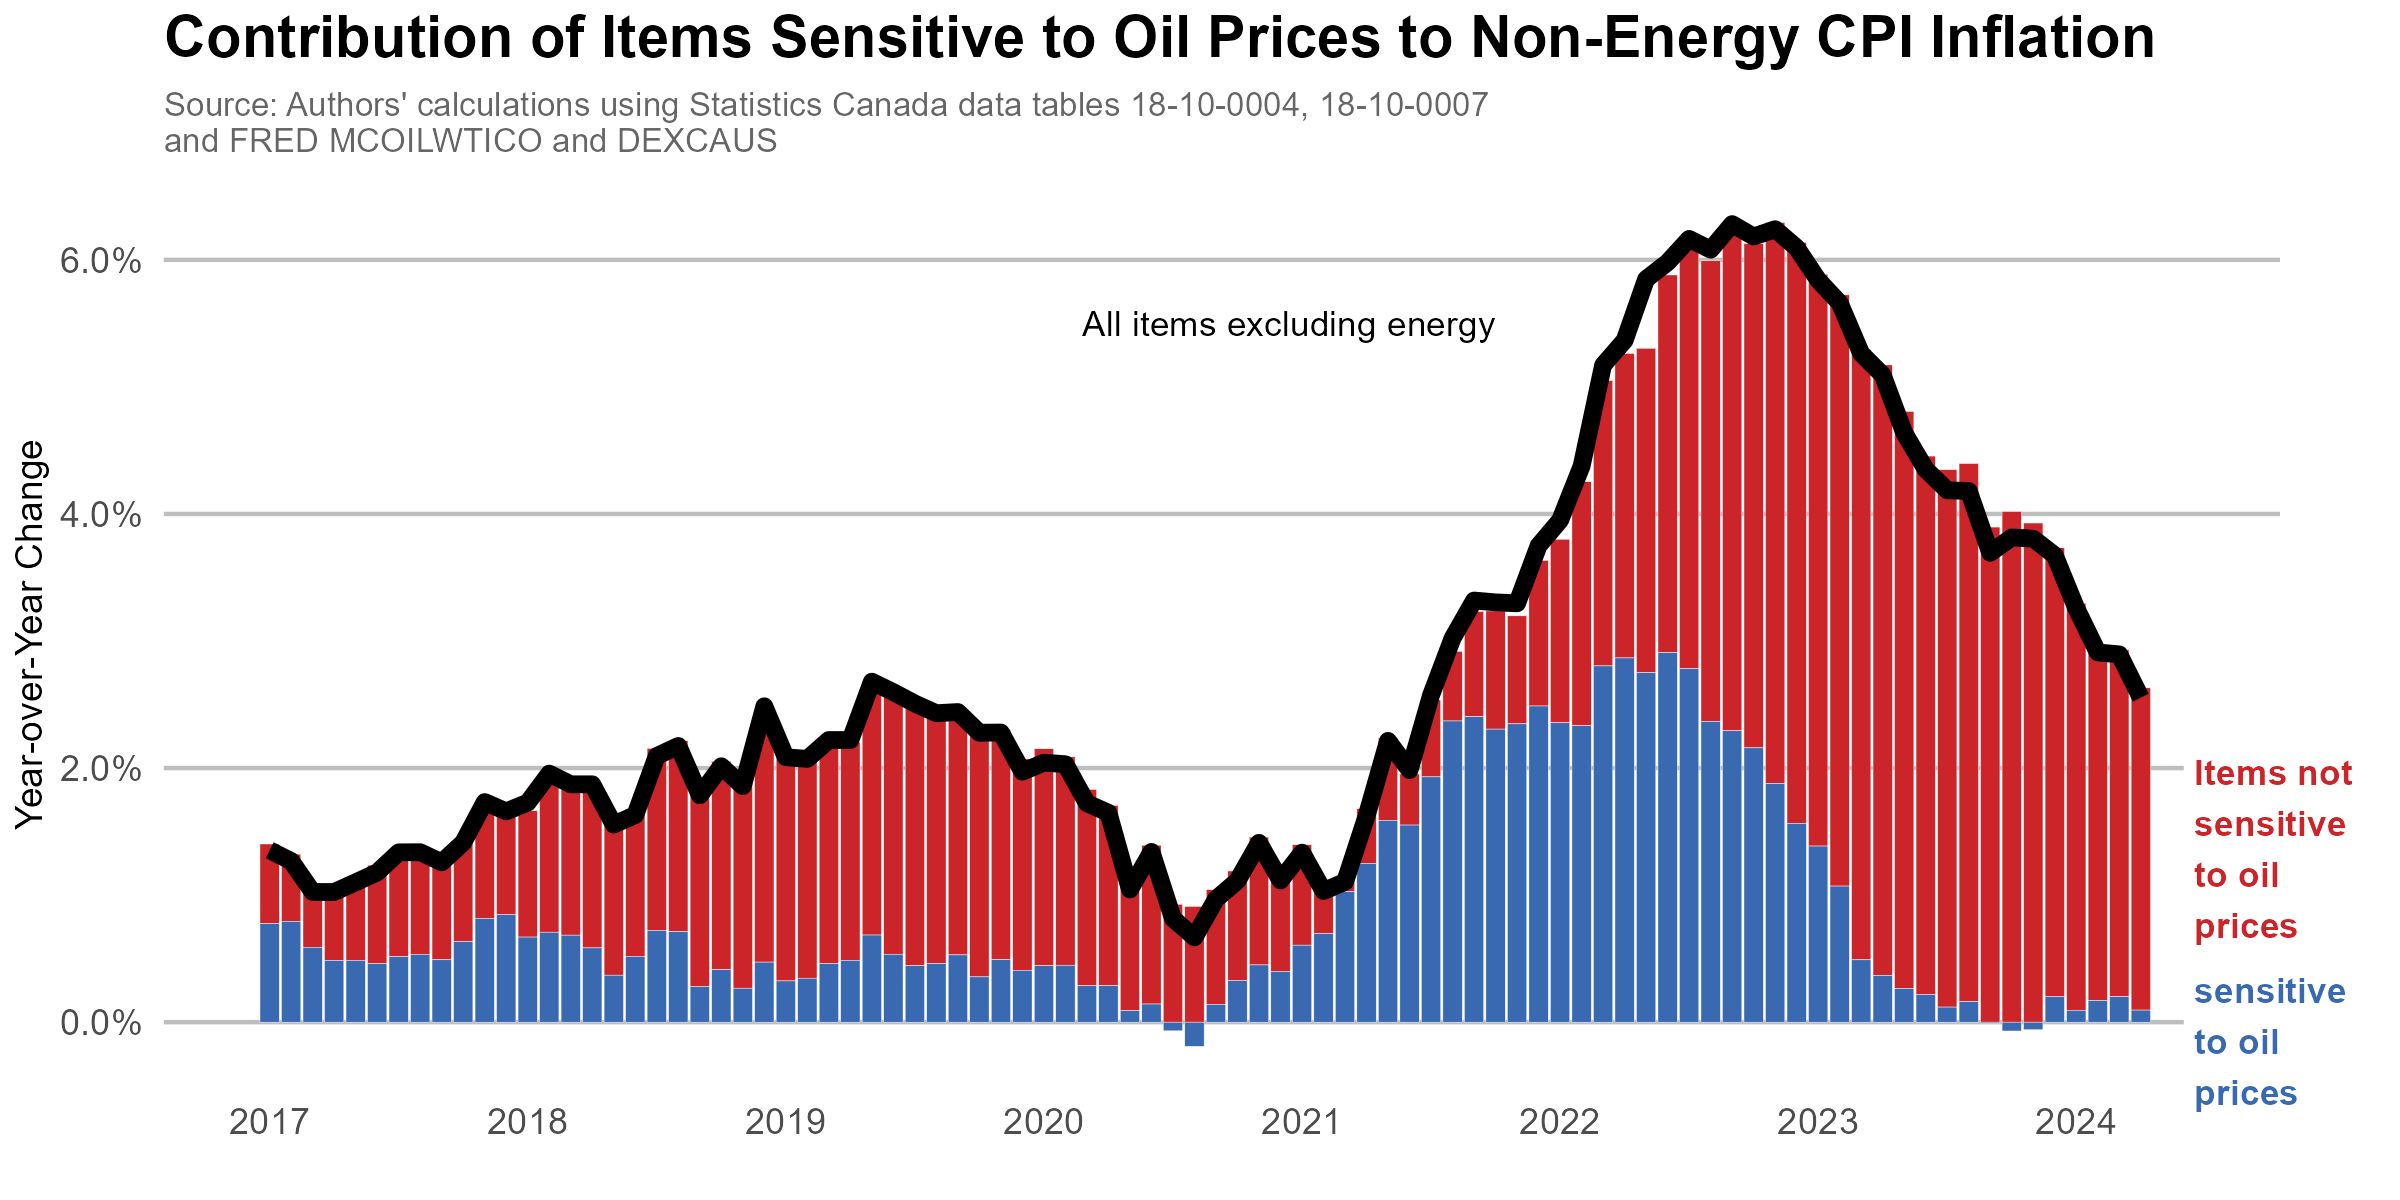 Contribution of Items Sensitive to Oil Prices to Non-Energy CPI Inflation
Source: Authors' calculations using Statistics Canada data tables 18-10-0004, 18-10-0007
and FRED MCOILWTICO and DEXCAUS
Year-over-Year Change
6.0%
4.0%
2.0%
0.0%
All items excluding energy
Items not
sensitive
to oil
prices
sensitive
to oil
prices
2017
2018
2019
2020
2021
2022
2023
2024